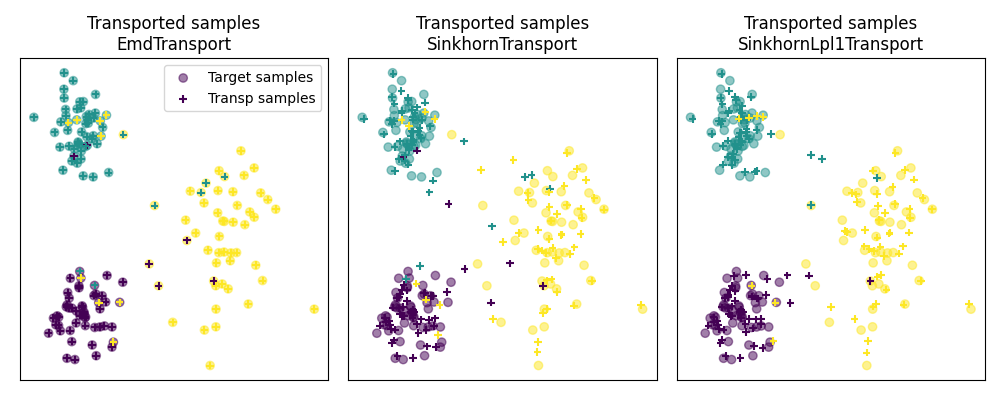 Transported samples
EmdTransport
Target samples
Transp samples
Transported samples
SinkhornTransport
Transported samples
SinkhornLpl1Transport